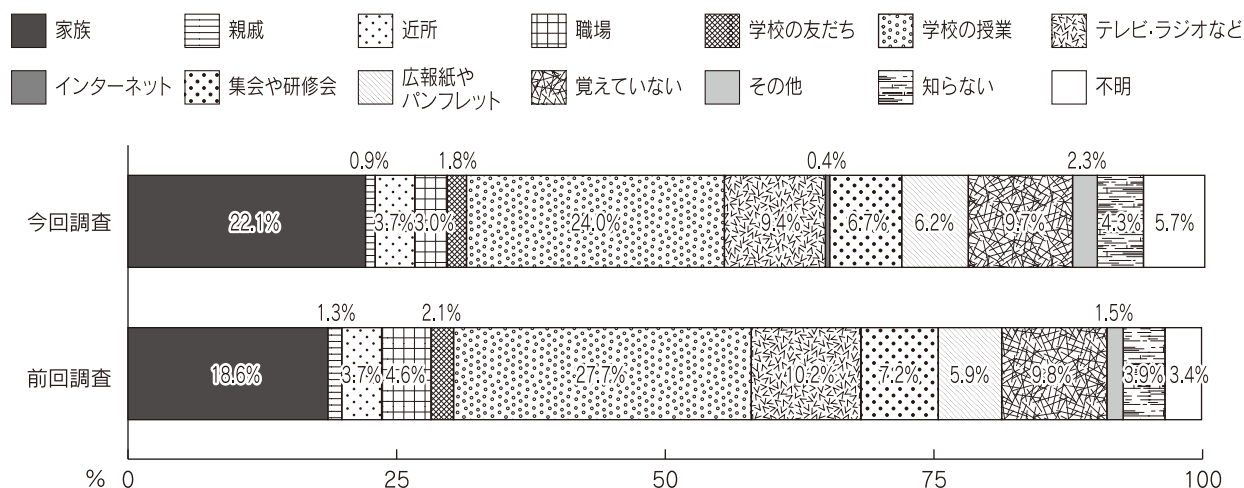 家族 親戚 近所 職場 学校の友だち 学校の授業 テレビ・ラジオなど
インターネット 集会や研修会 広報紙や 覚えていない その他 知らない 不明
パンフレット
0.9% 1.8% 0.4% 2.3%
今回調査 22.1% 3.7% 3.0% 24.0% 9.4% 6.7% 6.2% 9.7% 4.3% 5.7%
1.3% 2.1% 1.5%
前回調査 18.6% 3.7% 4.6% 27.7% 10.2% 7.2% 5.9% 9.8% 3.9% 3.4%
% 0 25 50 75 100